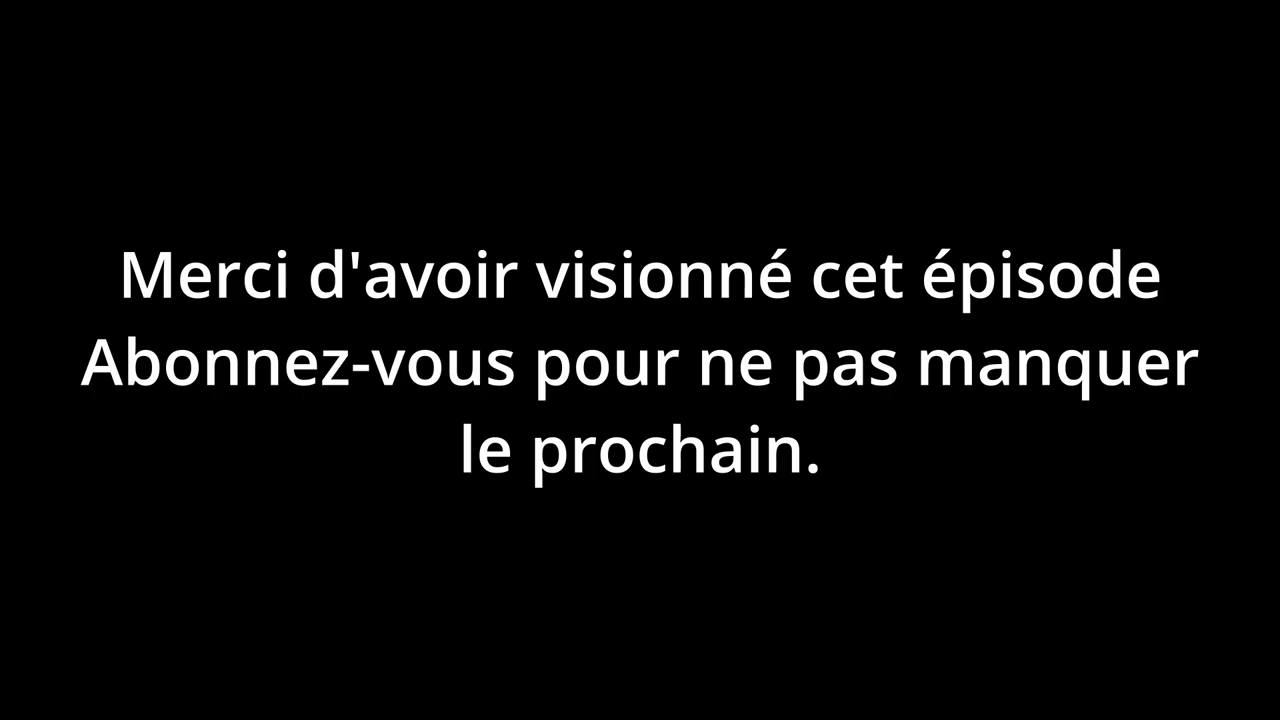 Merci d'avoir visionné cet épisode
Abonnez-vous pour ne pas manquer
le prochain.